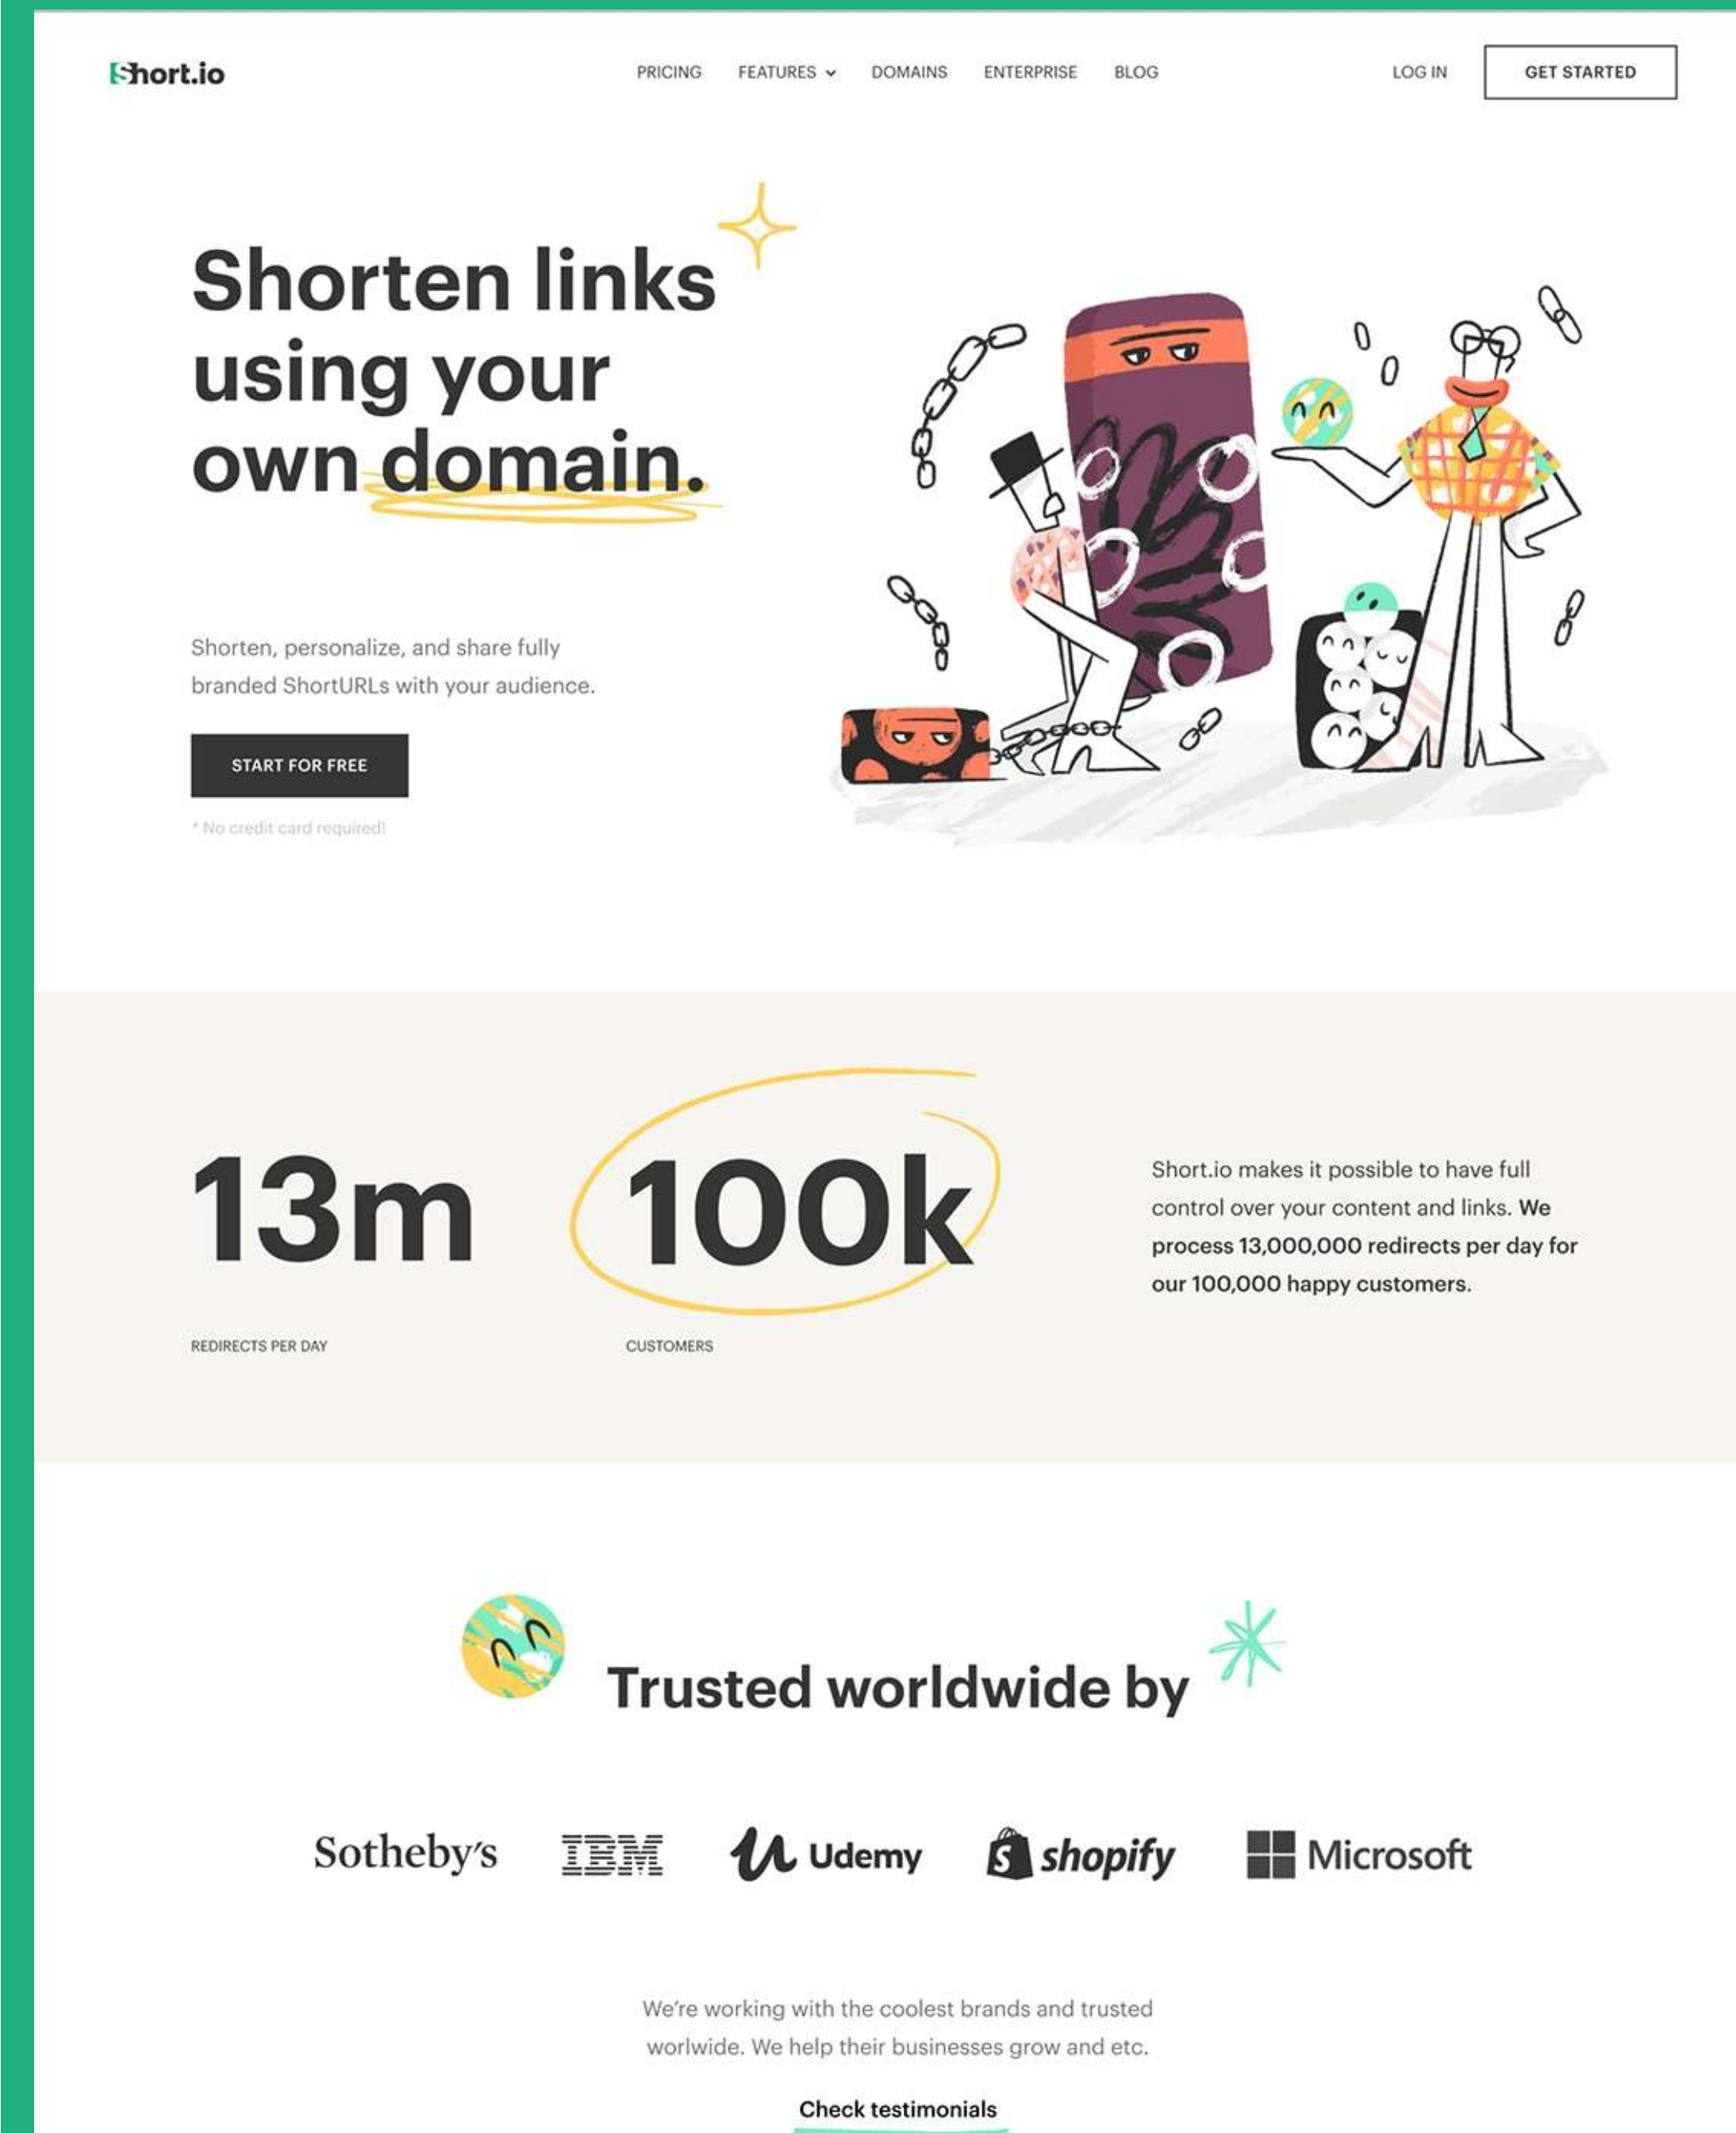 Short.io
PRICING FEATURES DOMAINS ENTERPRISE BLOG LOG IN GET STARTED
Shorten links
using your
own domain.
Shorten, personalize, and share fully
branded ShortURLs with your audience.
START FOR FREE
* No credit card required!
13m
100k
REDIRECTS PER DAY
CUSTOMERS
Short.io makes it possible to have full
control over your content and links. We
process 13,000,000 redirects per day for
our 100,000 happy customers.
Trusted worldwide by
Sotheby's IBM Udemy shopify Microsoft
We're working with the coolest brands and trusted
worlwide. We help their businesses grow and etc.
Check testimonials